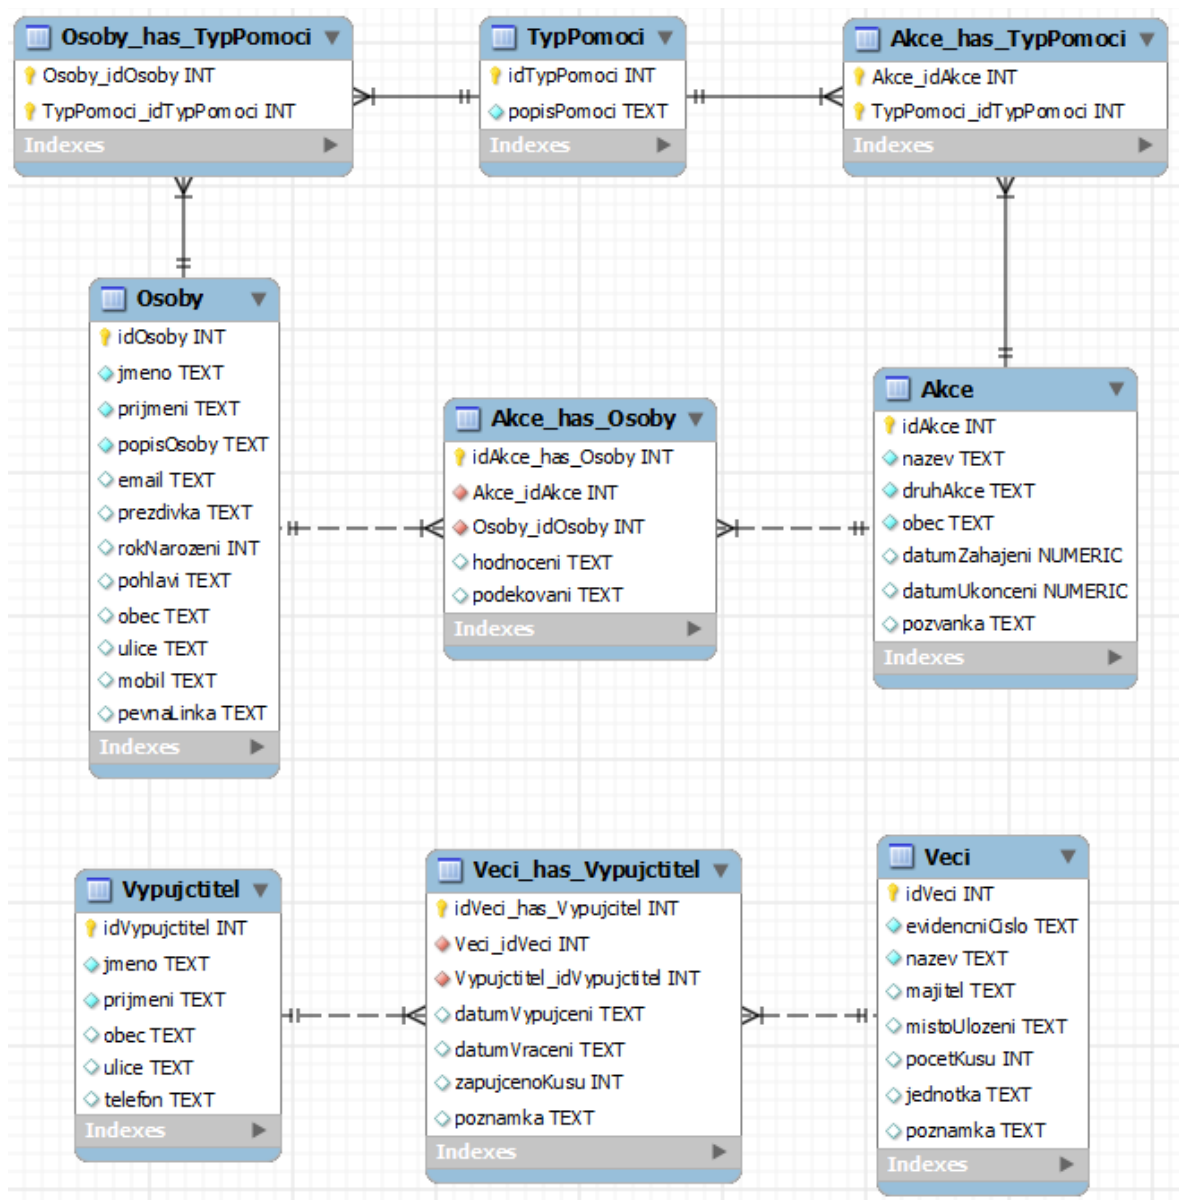 Osoby_has_TypPomoci
Osoby_idOsoby INT
TypPomoci_idTypPomoci INT
Indexes
TypPomoci
idTypPomoci INT
popisPomoci TEXT
Indexes
Akce_has_TypPomoci
Akce_idAkce INT
TypPomoci_idTypPomoci INT
Indexes
Osoby
idOsoby INT
jmeno TEXT
prijmeni TEXT
popisOsoby TEXT
email TEXT
prezdivka TEXT
rokNarozeni INT
pohlavi TEXT
obec TEXT
ulice TEXT
mobil TEXT
pevnaLinka TEXT
Indexes
Akce_has_Osoby
idAkce_has_Osoby INT
Akce_idAkce INT
Osoby_idOsoby INT
hodnoceni TEXT
podekovani TEXT
Indexes
Akce
idAkce INT
nazev TEXT
druhAkce TEXT
obec TEXT
datumZahajeni NUMERIC
datumUkonceni NUMERIC
pozvanka TEXT
Indexes
Vypujctitel
idVypujctitel INT
jmeno TEXT
prijmeni TEXT
obec TEXT
ulice TEXT
telefon TEXT
Indexes
Veci_has_Vypujctitel
idVeci_has_Vypujcitel INT
Veci_idVeci INT
Vypujctitel_idVypujctitel INT
datumVypujceni TEXT
datumVraceni TEXT
zapujcenoKusu INT
poznamka TEXT
Indexes
Veci
idVeci INT
evidencniCislo TEXT
nazev TEXT
majitel TEXT
mistoUlozeni TEXT
pocetKusu INT
jednotka TEXT
poznamka TEXT
Indexes